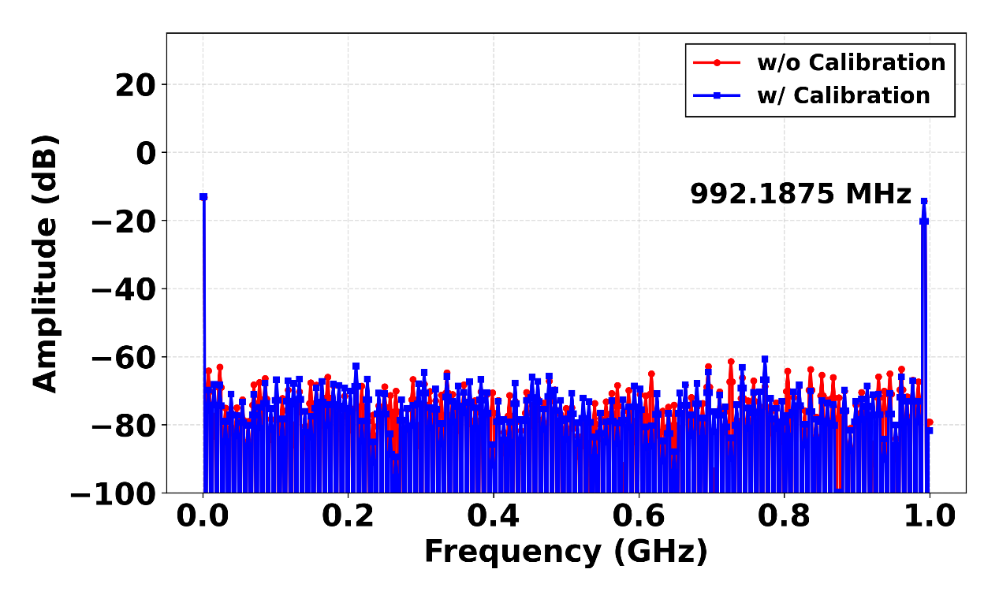 w/o Calibration
w/ Calibration
992.1875 MHz
Amplitude (dB)
20
0
−20
−40
−60
−80
−100
0.0 0.2 0.4 0.6 0.8 1.0
Frequency (GHz)